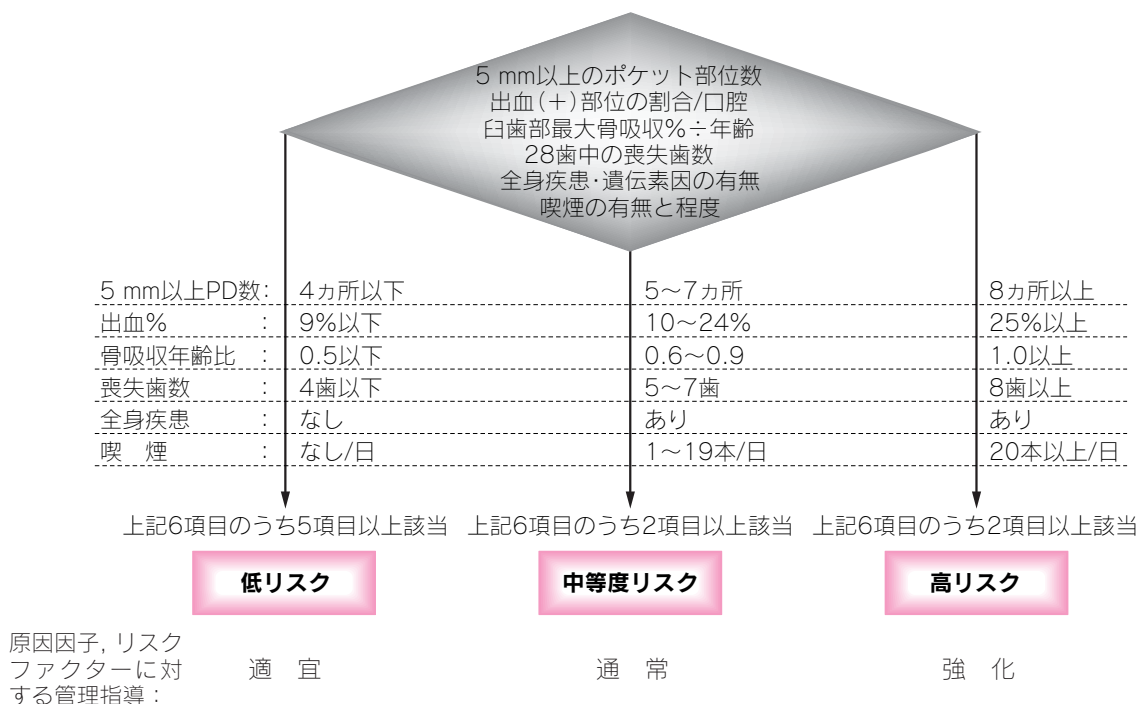 5 mm以上のポケット部位数
出血(+)部位の割合/口腔
臼歯部最大骨吸収%÷年齢
28歯中の喪失歯数
全身疾患・遺伝素因の有無
喫煙の有無と程度
5 mm以上PD数: 4ヵ所以下 5〜7ヵ所 8ヵ所以上
出血% : 9%以下 10〜24% 25%以上
骨吸収年齢比 : 0.5以下 0.6〜0.9 1.0以上
喪失歯数 : 4歯以下 5〜7歯 8歯以上
全身疾患 : なし あり あり
喫 煙 : なし/日 1〜19本/日 20本以上/日
上記6項目のうち5項目以上該当 上記6項目のうち2項目以上該当 上記6項目のうち2項目以上該当
低リスク 中等度リスク 高リスク
原因因子, リスク
ファクターに対
する管理指導: 適 宜 通 常 強 化